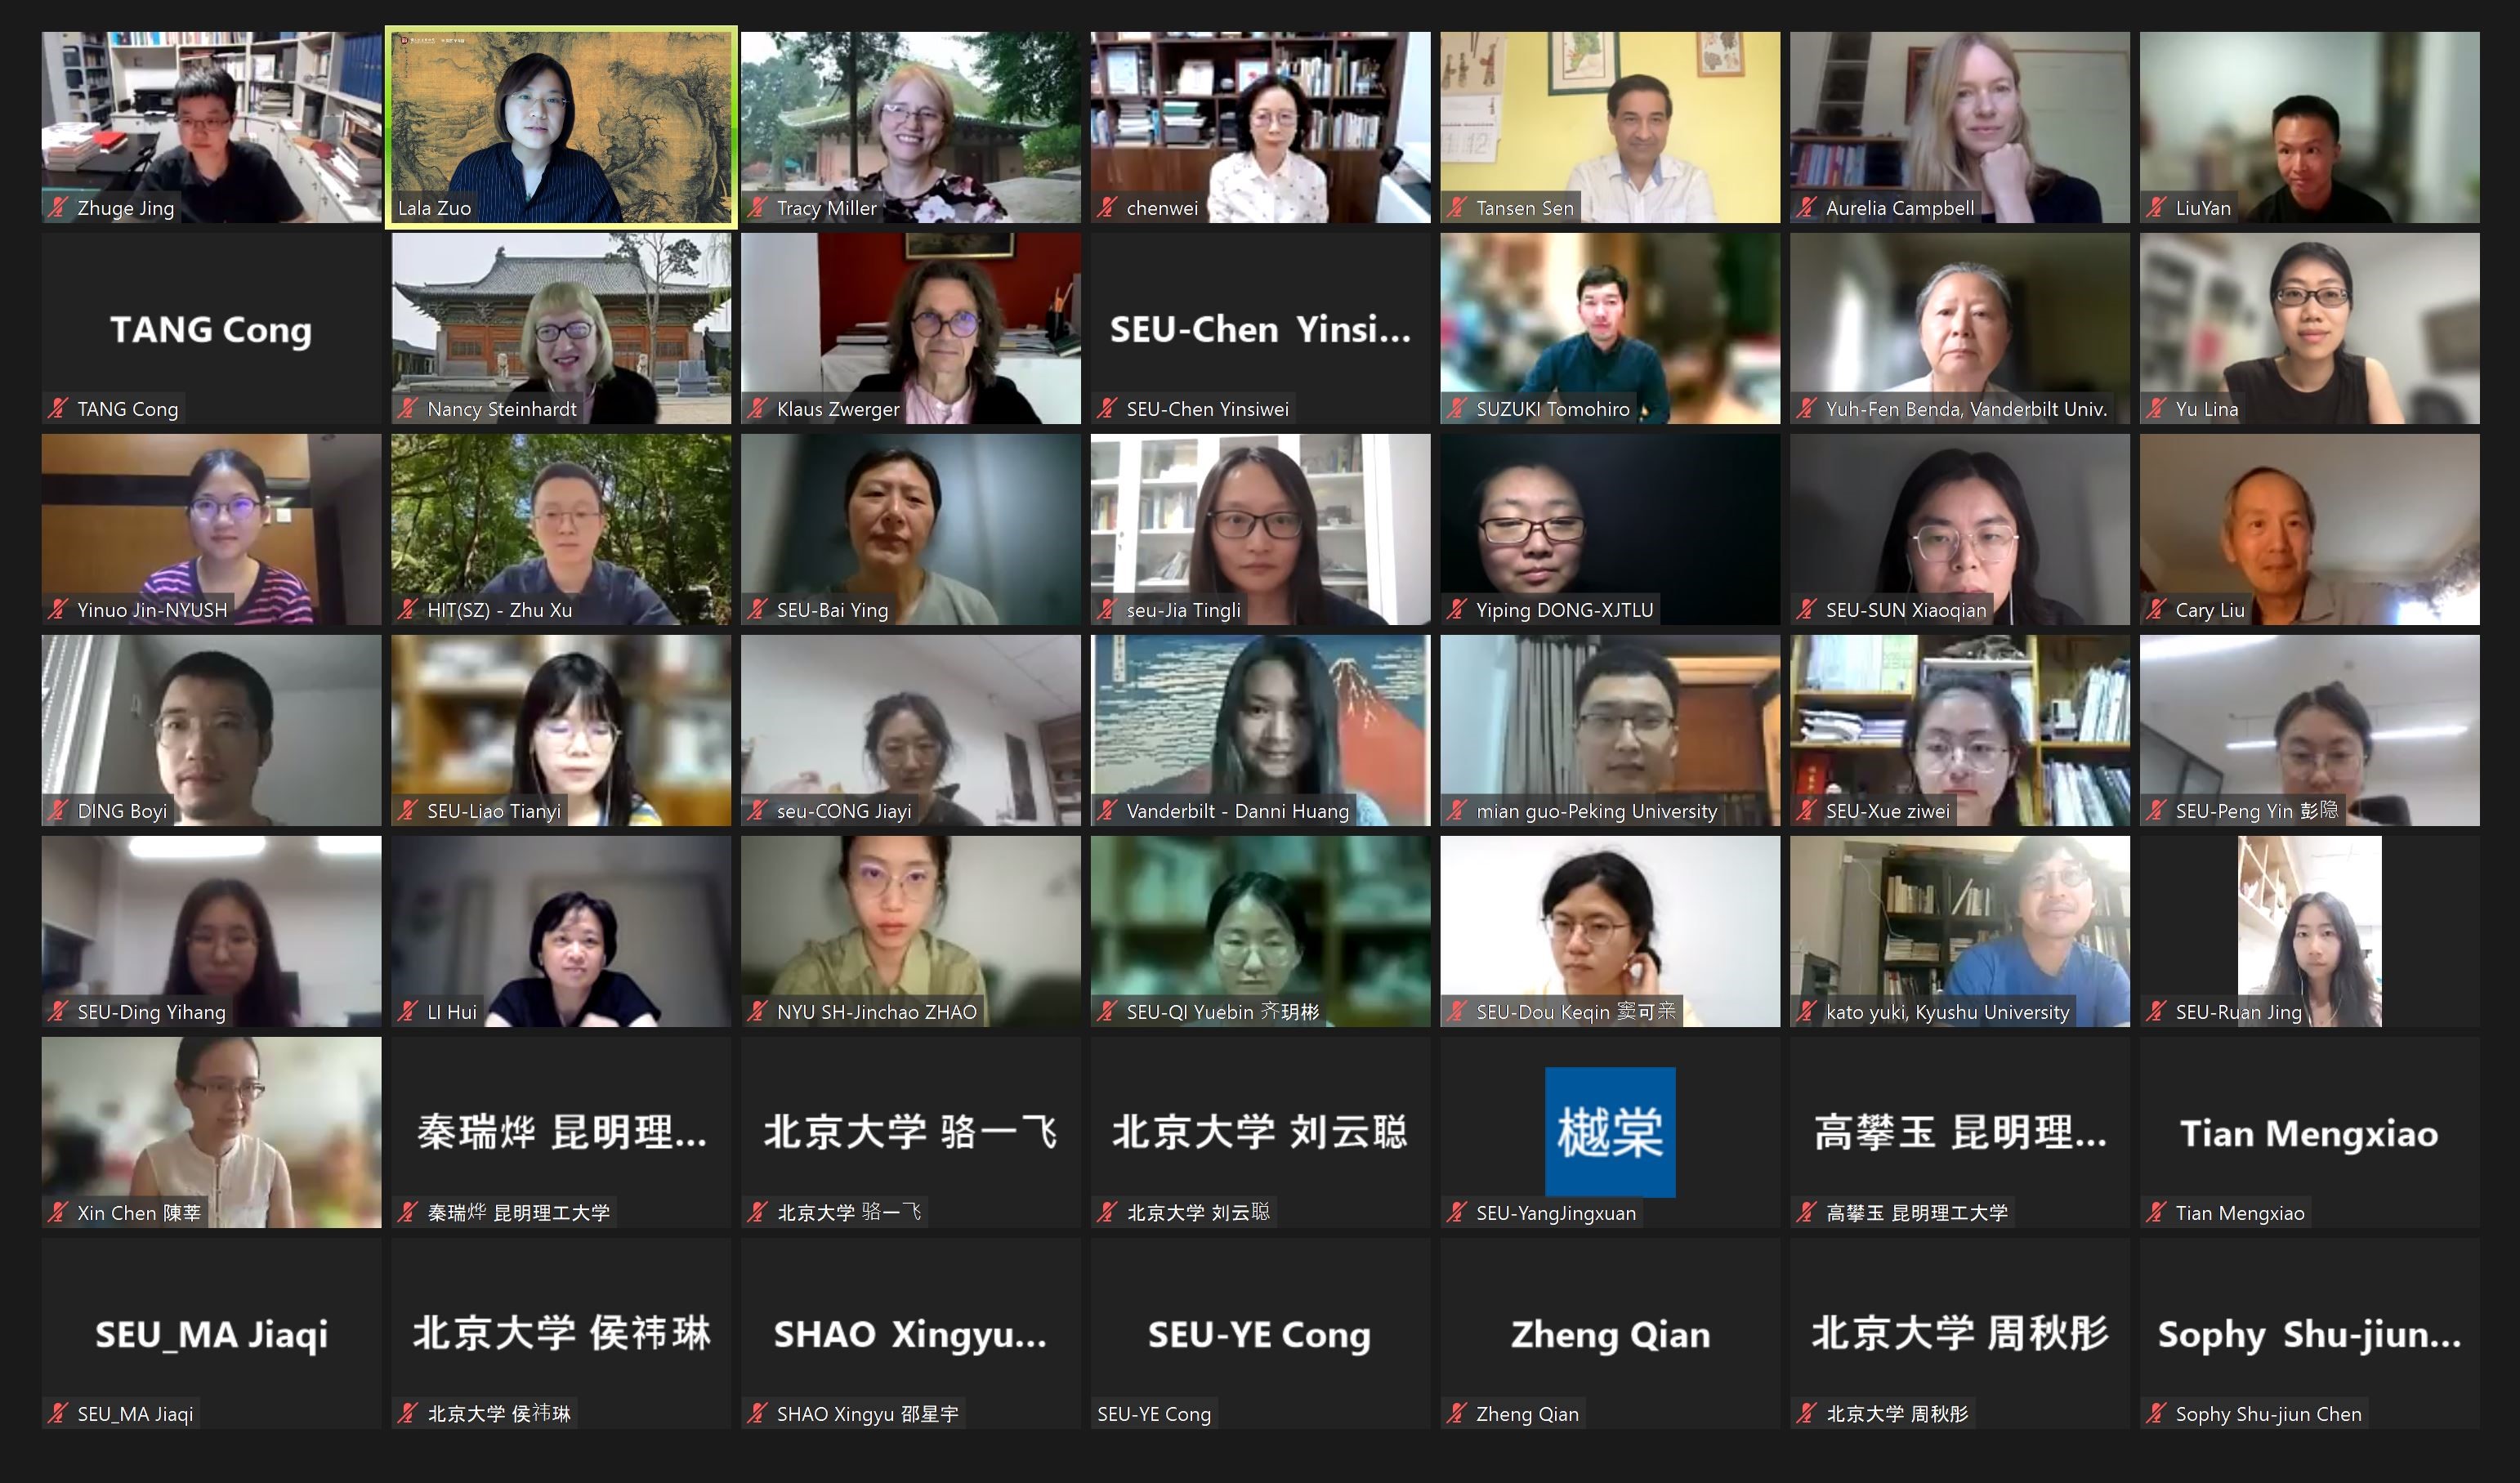 Zhuge Jing
Lala Zuo
Tracy Miller
chenwei
Tansen Sen
Aurelia Campbell
LiuYan
TANG Cong
TANG Cong
Nancy Steinhardt
Klaus Zwerger
SEU-Chen Yinsi...
SEU-Chen Yinsiwei
SUZUKI Tomohiro
Yuh-Fen Benda, Vanderbilt Univ.
Yu Lina
Yinuo Jin-NYUSH
HIT(SZ) - Zhu Xu
SEU-Bai Ying
seu-Jia Tingli
Yiping DONG-XJTLU
SEU-SUN Xiaoqian
Cary Liu
DING Boyi
SEU-Liao Tianyi
seu-CONG Jiayi
Vanderbilt - Danni Huang
mian guo-Peking University
SEU-Xue ziwei
SEU-Peng Yin 彭隐
SEU-Ding Yihang
LI Hui
NYU SH-Jinchao ZHAO
SEU-QI Yuebin 齐玥彬
SEU-Dou Keqin 窦可亲
kato yuki, Kyushu University
SEU-Ruan Jing
Xin Chen 陳莘
秦瑞烨 昆明理...
秦瑞烨 昆明理工大学
北京大学 骆一飞
北京大学 骆一飞
北京大学 刘云聪
北京大学 刘云聪
樾棠
SEU-YangJingxuan
高攀玉 昆明理...
高攀玉 昆明理工大学
Tian Mengxiao
Tian Mengxiao
SEU_MA Jiaqi
SEU_MA Jiaqi
北京大学 侯祎琳
北京大学 侯祎琳
SHAO Xingyu...
SHAO Xingyu 邵星宇
SEU-YE Cong
SEU-YE Cong
Zheng Qian
Zheng Qian
北京大学 周秋彤
北京大学 周秋彤
Sophy Shu-jiun...
Sophy Shu-jiun Chen